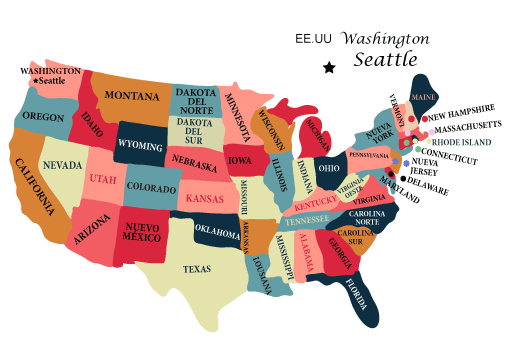 EE.UU Washington
Seattle
WASHINGTON
Seattle
OREGON
IDAHO
MONTANA
WYOMING
DAKOTA
DEL
NORTE
DAKOTA
DEL
SUR
MINNESOTA
WISCONSIN
MICHIGAN
MAINE
VERMONT
NEW HAMPSHIRE
MASSACHUSETTS
RHODE ISLAND
CONNECTICUT
NUEVA
YORK
NUEVA
JERSEY
DELAWARE
MARYLAND
PENNSYLVANIA
NEVADA
UTAH
COLORADO
NEBRASKA
IOWA
ILLINOIS
INDIANA
OHIO
VIRGINIA
OESTE
VIRGINIA
CALIFORNIA
ARIZONA
NUEVO
MÉXICO
KANSAS
MISSOURI
KENTUCKY
TENNESSEE
CAROLINA
NORTE
CAROLINA
SUR
OKLAHOMA
ARKANSAS
TEXAS
LOUSIANA
MISSISSIPPI
ALABAMA
GEORGIA
FLORIDA